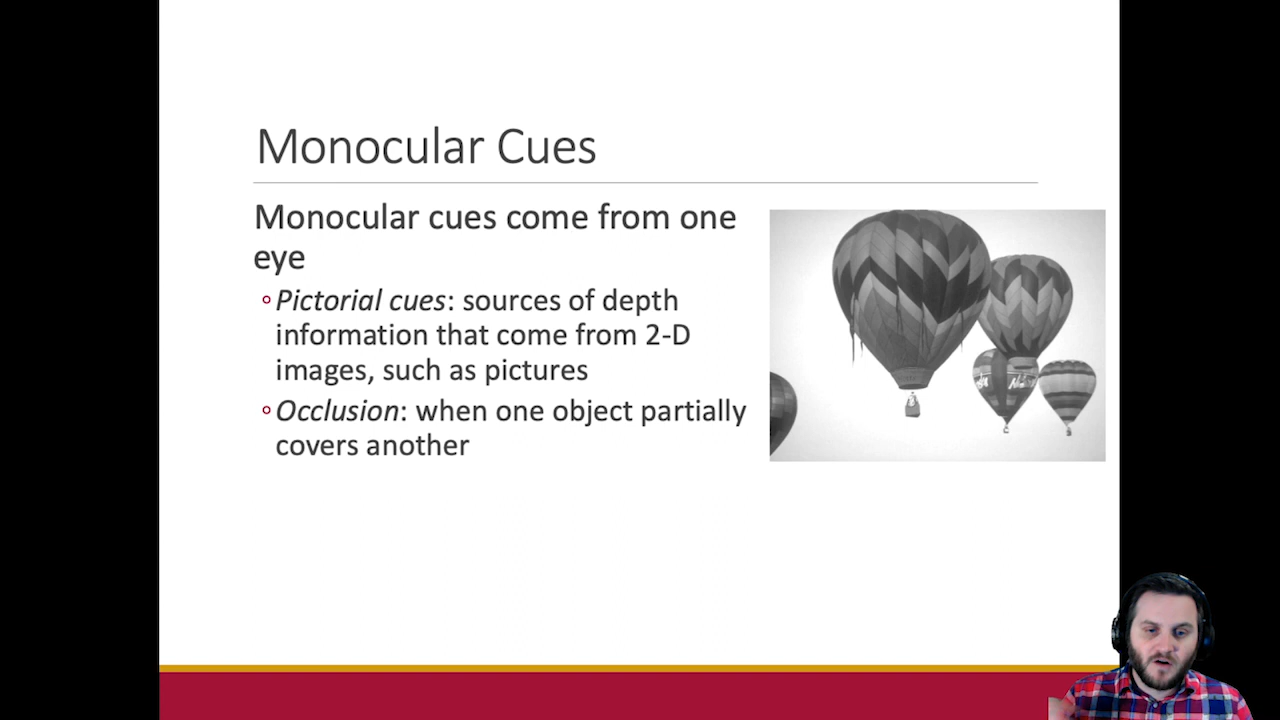 Monocular Cues
Monocular cues come from one
eye
◦Pictorial cues: sources of depth
information that come from 2-D
images, such as pictures
◦Occlusion: when one object partially
covers another